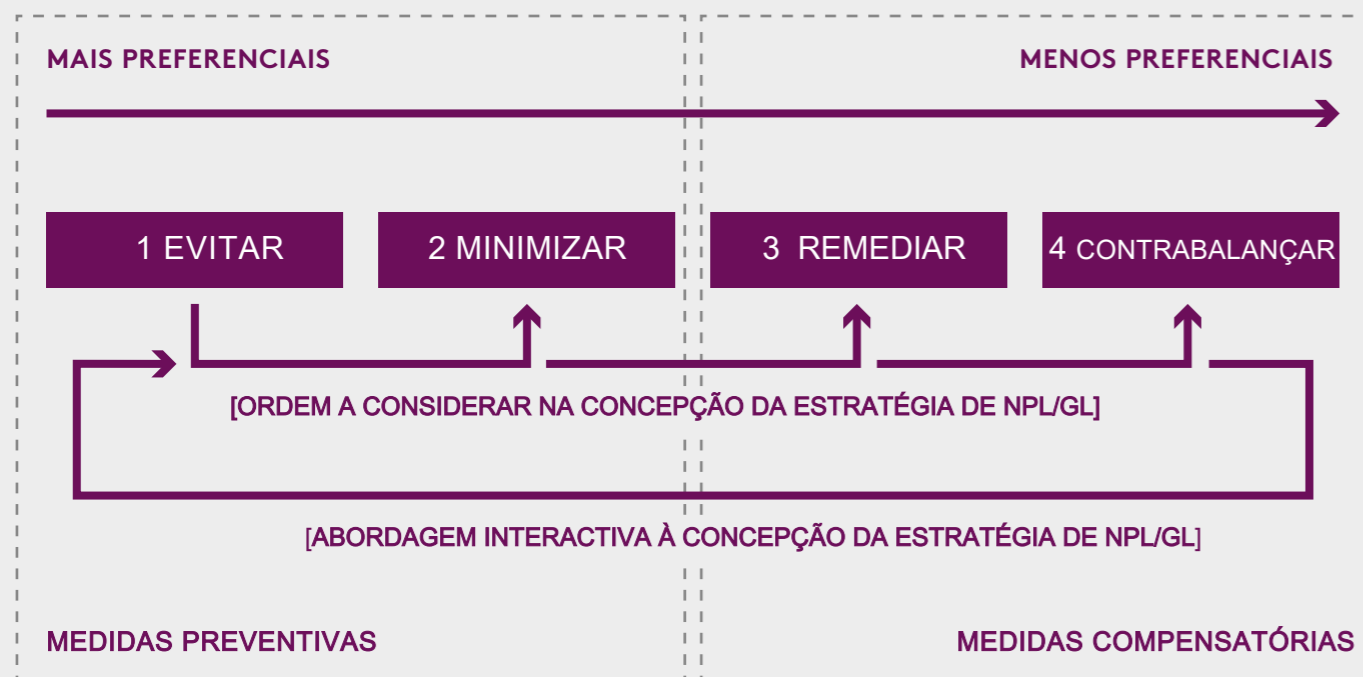 MAIS PREFERENCIAIS
MENOS PREFERENCIAIS
1 EVITAR
2 MINIMIZAR
3 REMEDIAR
4 CONTRABALANÇAR
[ORDEM A CONSIDERAR NA CONCEPÇÃO DA ESTRATÉGIA DE NPL/GL]
[ABORDAGEM INTERACTIVA À CONCEPÇÃO DA ESTRATÉGIA DE NPL/GL]
MEDIDAS PREVENTIVAS
MEDIDAS COMPENSATÓRIAS